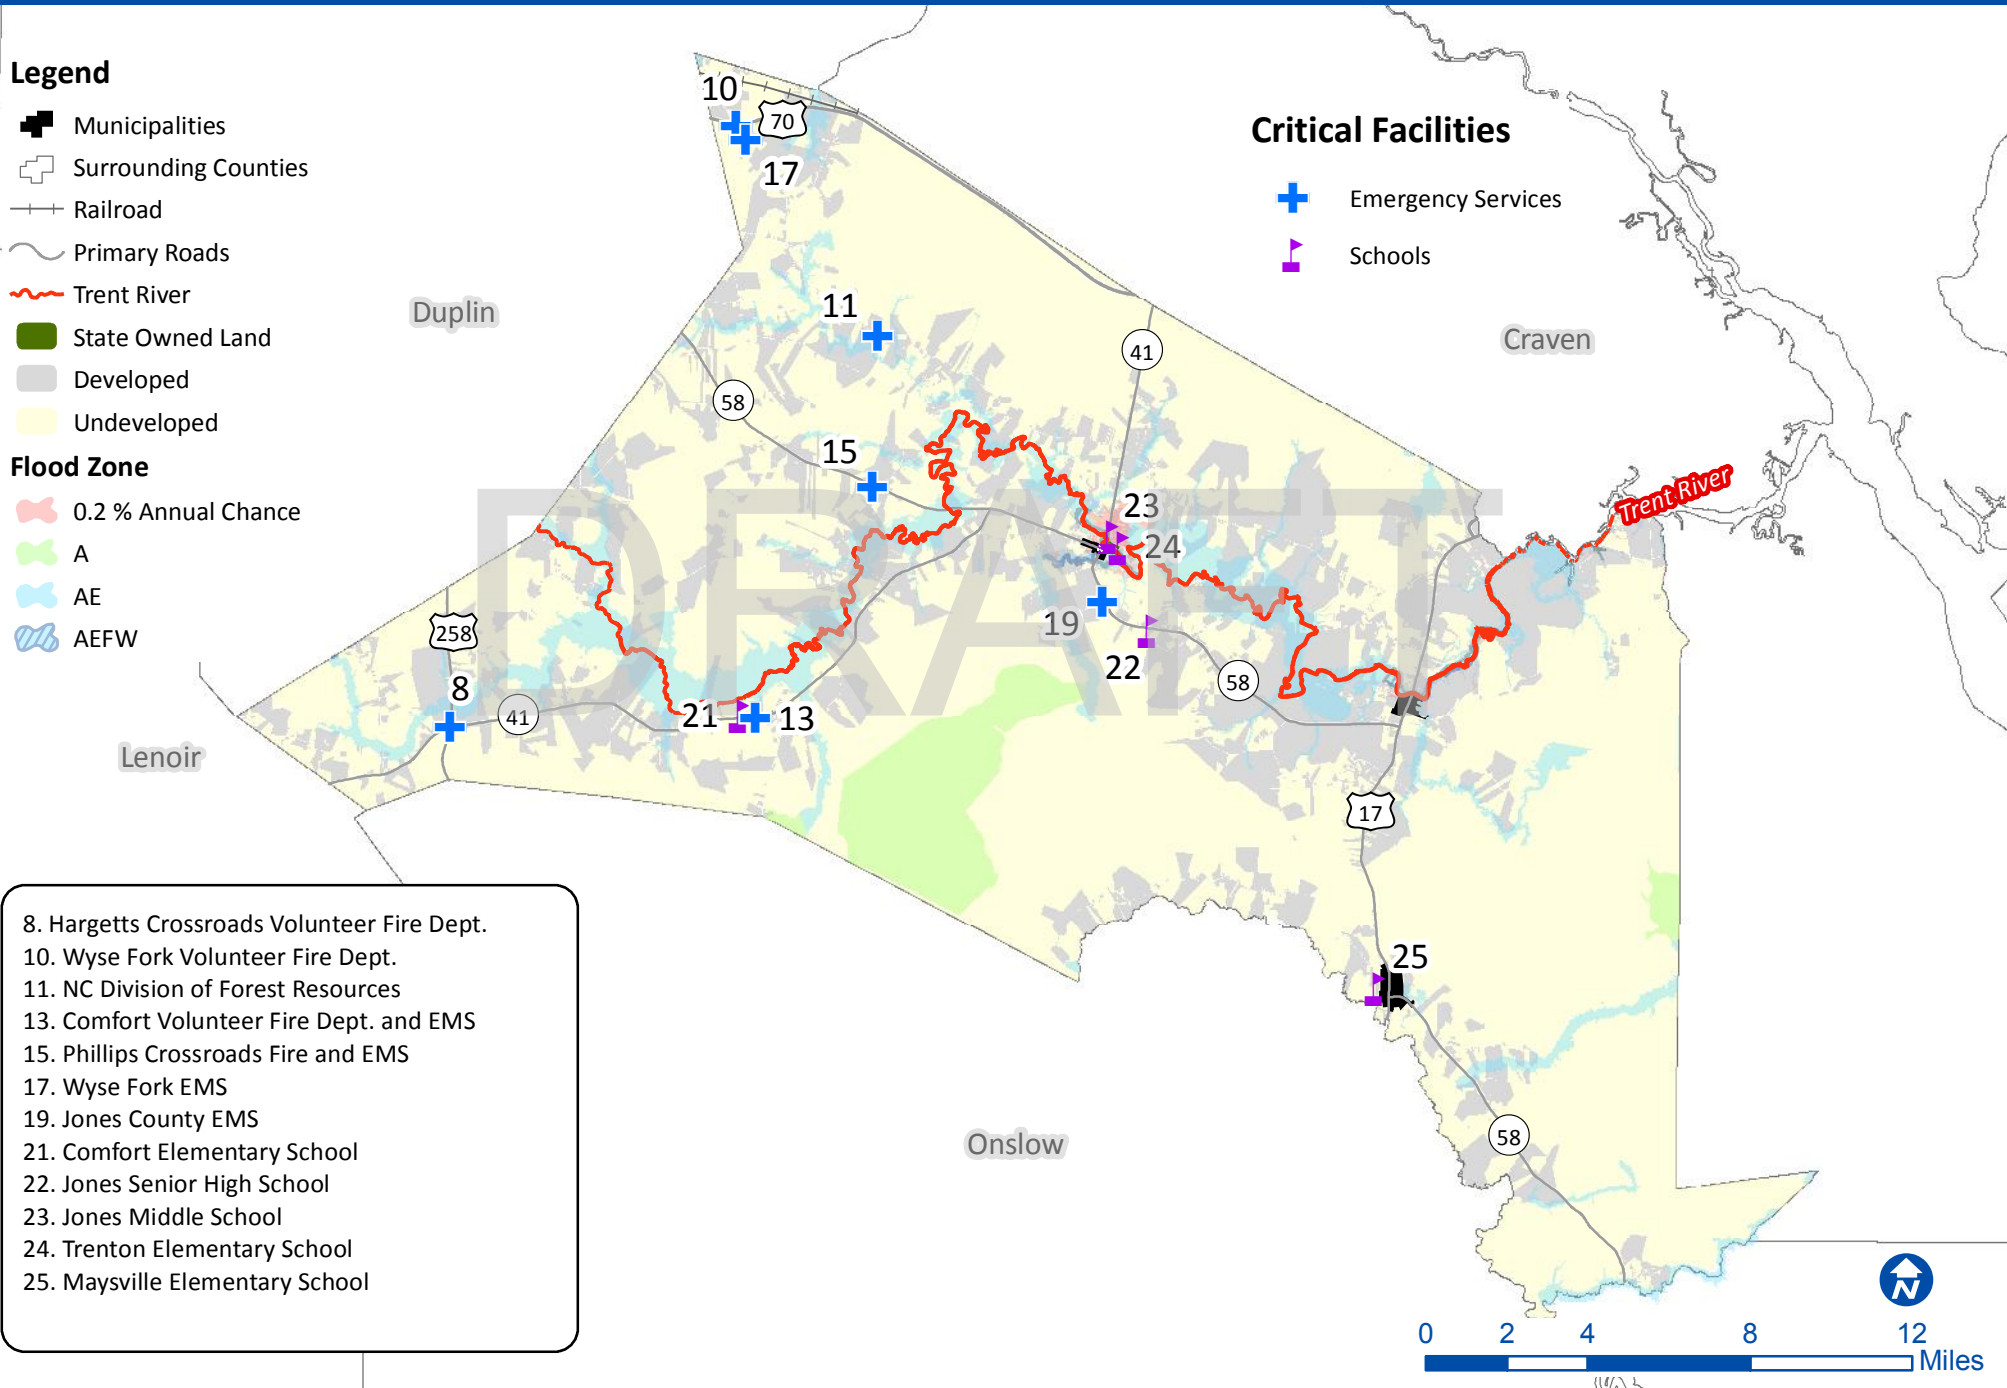 Legend
Municipalities
Surrounding Counties
Railroad
Primary Roads
Trent River
State Owned Land
Developed
Undeveloped
Flood Zone
0.2 % Annual Chance
A
AE
AEFW
Critical Facilities
Emergency Services
Schools
10
70
17
Duplin
11
41
Craven
58
15
Trent River
23
24
DRAFT
258
19
22
58
8
41
21
13
Lenoir
17
25
58
Onslow
8. Hargetts Crossroads Volunteer Fire Dept.
10. Wyse Fork Volunteer Fire Dept.
11. NC Division of Forest Resources
13. Comfort Volunteer Fire Dept. and EMS
15. Phillips Crossroads Fire and EMS
17. Wyse Fork EMS
19. Jones County EMS
21. Comfort Elementary School
22. Jones Senior High School
23. Jones Middle School
24. Trenton Elementary School
25. Maysville Elementary School
N
0 2 4 8 12
Miles